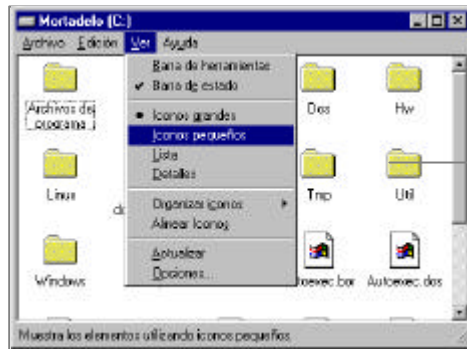 Mortadelo (C:)
Archivo Edición Ver Ayuda
Barra de herramientas
Barra de estado
Iconos grandes
Iconos pequeños
Lista
Detalles
Organizar iconos
Alinear Iconos
Actualizar
Opciones...
Archivos de programa
Dos
Hw
Linux
Tmp
Util
Windows
Autoexec.dos
Muestra los elementos utilizando iconos pequeños.